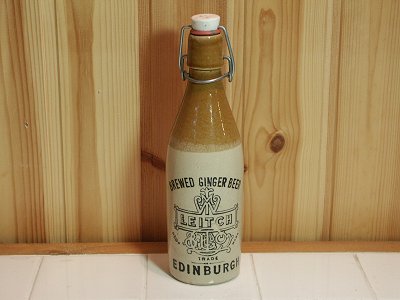 BREWED GINGER BEER
LEITCH
TRADE
EDINBURGH